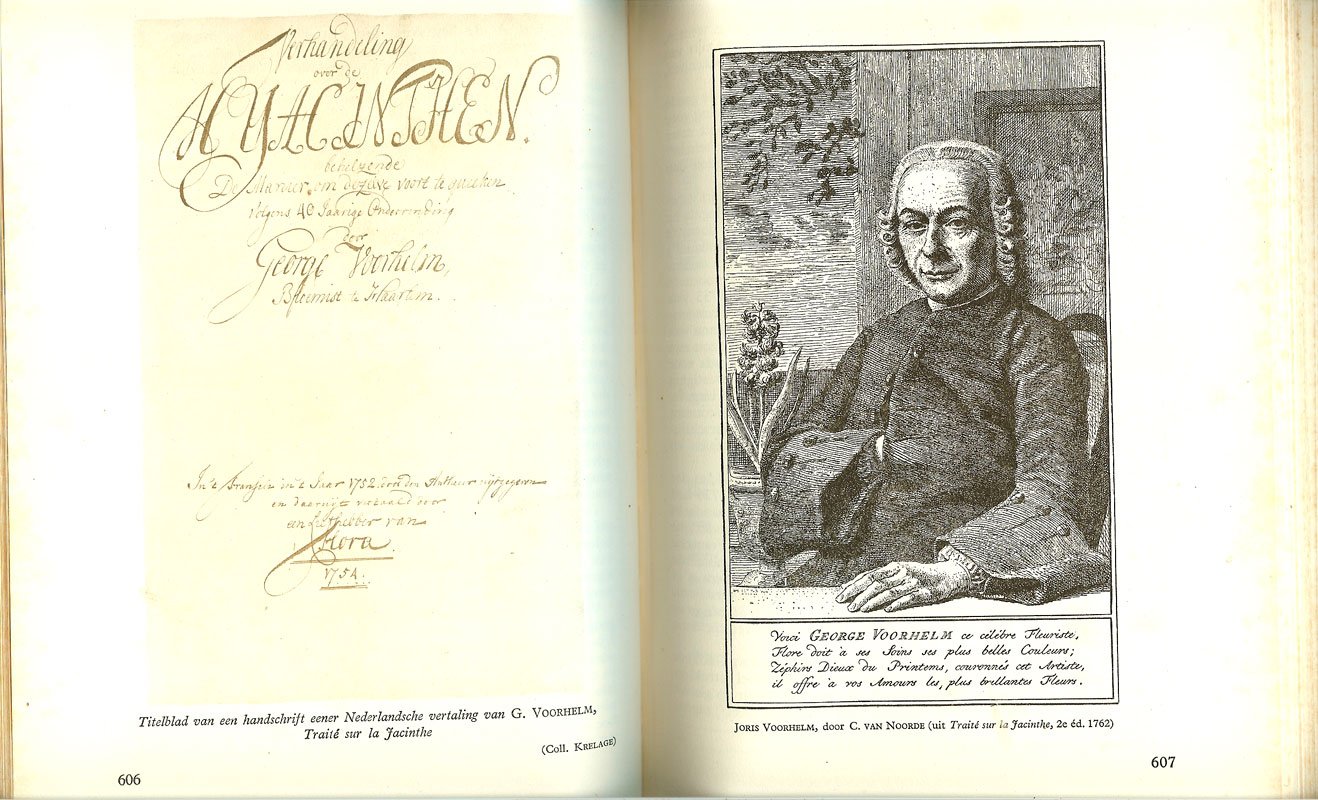 Verhandeling
over de
HYACINTHEN.
behelzende
De Manier, om dezelve voort te queeken
volgens 40 Jaarige Ondervinding
door
George Voorhelm,
Bloemist te Haarlem.
In't Fransch in't Jaar 1752 door den Autheur uijtgegeven
en daaruijt vertaald door
een Liefhebber van
Flora
1754.
Titelblad van een handschrift eener Nederlandsche vertaling van G. VOORHELM,
Traité sur la Jacinthe
(Coll. KRELAGE)
606
Voici GEORGE VOORHELM ce célébre Fleuriste,
Flore doit à ses Soins ses plus belles Couleurs;
Zéphirs Dieux du Printems, couronnés cet Artiste,
il offre à vos Amours les, plus brillantes Fleurs.
JORIS VOORHELM, door C. VAN NOORDE (uit Traité sur la Jacinthe, 2e éd. 1762)
607